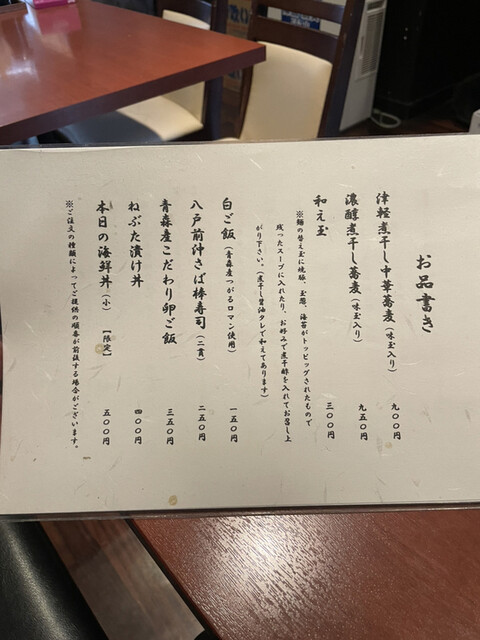 お品書き
津軽煮干し中華蕎麦（味玉入り） 九〇〇円
濃醇煮干し蕎麦（味玉入り） 九五〇円
和え玉 三〇〇円
※麺の替え玉に焼豚、玉葱、海苔がトッピングされたもので
残ったスープに入れたり、お好みで煮干酢を入れてお召し上
がり下さい。（煮干し醤油タレで和えてあります）
白ご飯（青森産つがるロマン使用） 一五〇円
八戸前沖さば棒寿司（二貫） 二五〇円
青森産こだわり卵ご飯 三五〇円
ねぶた漬け丼 四〇〇円
本日の海鮮丼（小）【限定】 五〇〇円
※ご注文の種類によってご提供の順番が前後する場合がございます。